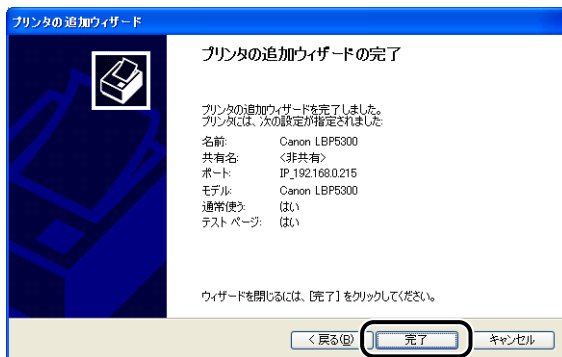 プリンタの追加ウィザード
プリンタの追加ウィザードの完了
プリンタの追加ウィザードを完了しました。
プリンタには、次の設定が指定されました:
名前: Canon LBP5300
共有名: <非共有>
ポート: IP_192.168.0.215
モデル: Canon LBP5300
通常使う: はい
テスト ページ: はい
ウィザードを閉じるには、[完了] をクリックしてください。
< 戻る(B) 完了 キャンセル